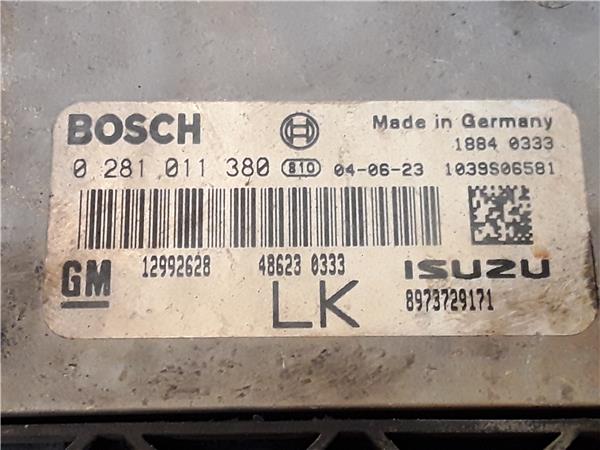 BOSCH Made in Germany
1884 0333
0 281 011 380 810 04-06-23 1039S06581
GM 12992628 48623 0333 ISUZU
LK 8973729171